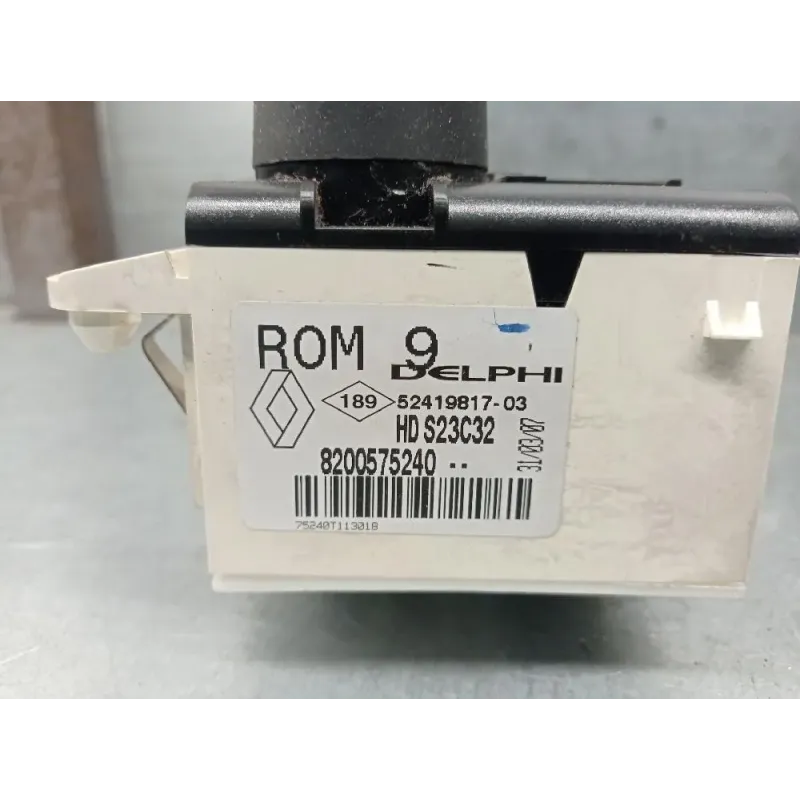 ROM 9
DELPHI
189 52419817-03
HD S23C32
31/03/07
8200575240 --
75240T113018